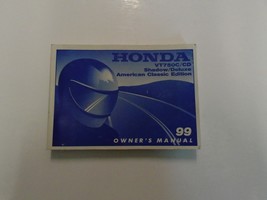 HONDA
VT750C/CD
Shadow/Deluxe
American Classic Edition
99
OWNER'S MANUAL